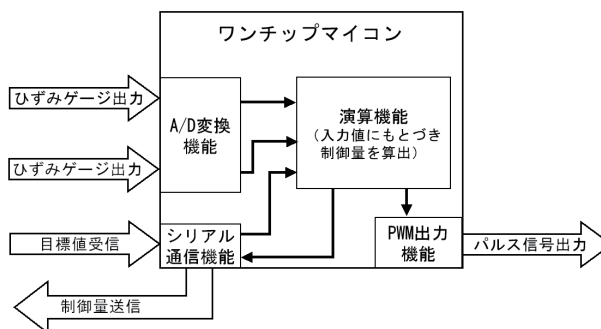 ワンチップマイコン
ひずみゲージ出力
A/D変換
機能
演算機能
(入力値にもとづき
制御量を算出)
ひずみゲージ出力
目標値受信
シリアル
通信機能
PWM出力
機能
パルス信号出力
制御量送信